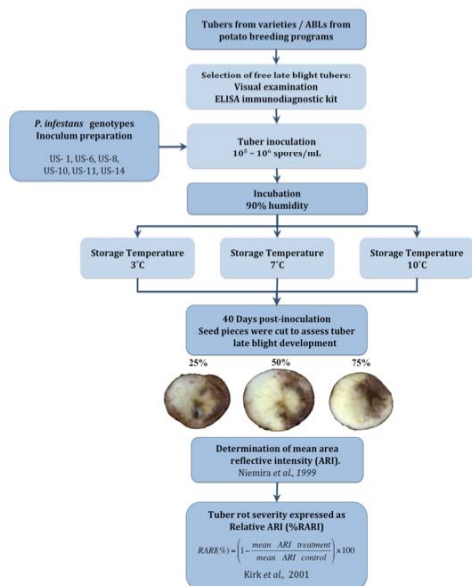 Tubers from varieties / ABLs from
potato breeding programs
Selection of free late blight tubers:
Visual examination
ELISA immunodiagnostic kit
P. infestans genotypes
Inoculum preparation
US- 1, US-6, US-8,
US-10, US-11, US-14
Tuber inoculation
10⁵ – 10⁶ spores/mL
Incubation
90% humidity
Storage Temperature
3˚C
Storage Temperature
7˚C
Storage Temperature
10˚C
40 Days post-inoculation
Seed pieces were cut to assess tuber
late blight development
25%
50%
75%
Determination of mean area
reflective intensity (ARI).
Niemira et al., 1999
Tuber rot severity expressed as
Relative ARI (%RARI)
RARI(%) = (1 − mean ARI treatment / mean ARI control) × 100
Kirk et al., 2001